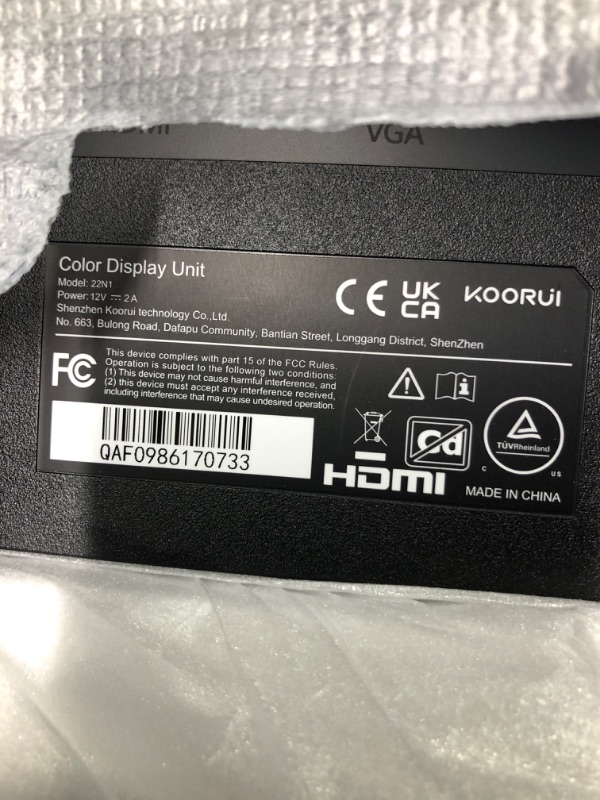 HDMI
VGA
Color Display Unit
Model: 22N1
Power: 12V ⎓ 2A
Shenzhen Koorui technology Co.,Ltd.
No. 663, Bulong Road, Dafapu Community, Bantian Street, Longgang District, ShenZhen
CE UKCA KOORUI
FC
This device complies with part 15 of the FCC Rules.
Operation is subject to the following two conditions:
(1) This device may not cause harmful interference, and
(2) this device must accept any interference received,
including interference that may cause undesired operation.
QAF0986170733
Cd
TÜVRheinland
C US
HDMI
MADE IN CHINA